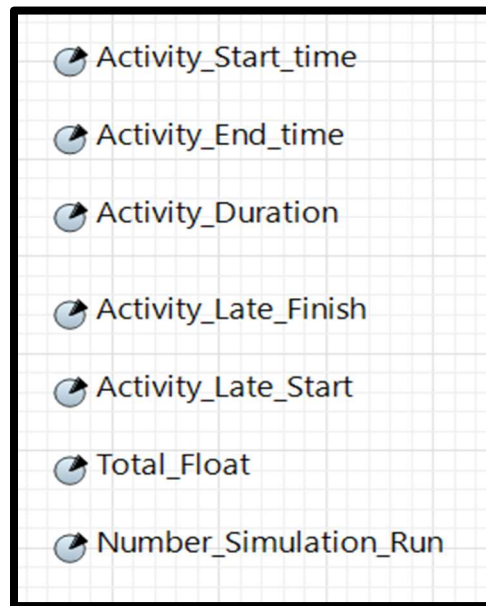 Activity_Start_time
Activity_End_time
Activity_Duration
Activity_Late_Finish
Activity_Late_Start
Total_Float
Number_Simulation_Run